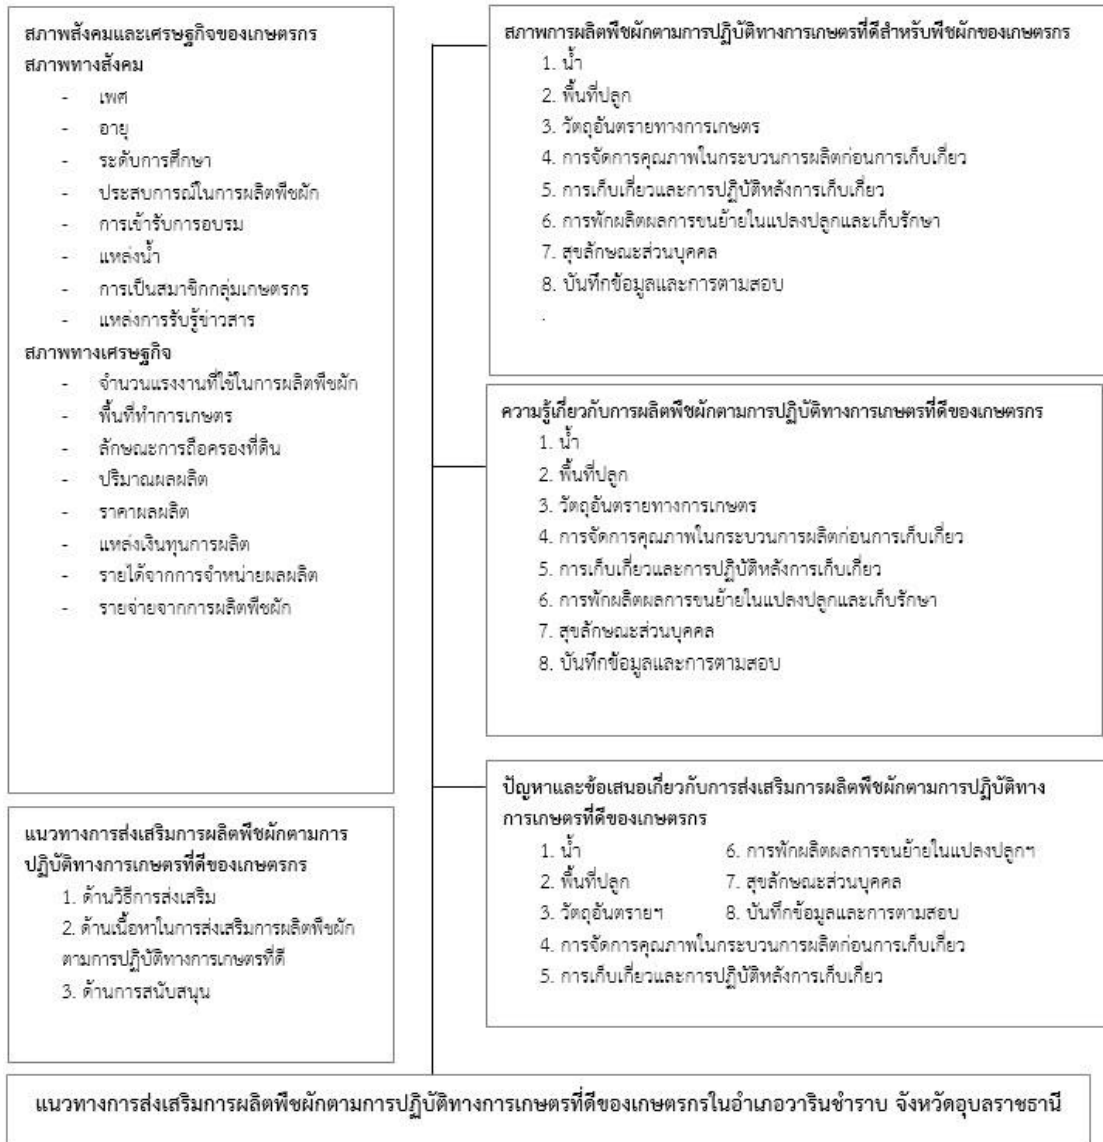 สภาพสังคมและเศรษฐกิจของเกษตรกร
สภาพทางสังคม
- เพศ
- อายุ
- ระดับการศึกษา
- ประสบการณ์ในการผลิตพืชผัก
- การเข้ารับการอบรม
- แหล่งน้ำ
- การเป็นสมาชิกกลุ่มเกษตรกร
- แหล่งการรับรู้ข่าวสาร
สภาพทางเศรษฐกิจ
- จำนวนแรงงานที่ใช้ในการผลิตพืชผัก
- พื้นที่ทำการเกษตร
- ลักษณะการถือครองที่ดิน
- ปริมาณผลผลิต
- ราคาผลผลิต
- แหล่งเงินทุนการผลิต
- รายได้จากการจำหน่ายผลผลิต
- รายจ่ายจากการผลิตพืชผัก
แนวทางการส่งเสริมการผลิตพืชผักตามการ
ปฏิบัติทางการเกษตรที่ดีของเกษตรกร
1. ด้านวิธีการส่งเสริม
2. ด้านเนื้อหาในการส่งเสริมการผลิตพืชผัก
ตามการปฏิบัติทางการเกษตรที่ดี
3. ด้านการสนับสนุน
สภาพการผลิตพืชผักตามการปฏิบัติทางการเกษตรที่ดีสำหรับพืชผักของเกษตรกร
1. น้ำ
2. พื้นที่ปลูก
3. วัตถุอันตรายทางการเกษตร
4. การจัดการคุณภาพในกระบวนการผลิตก่อนการเก็บเกี่ยว
5. การเก็บเกี่ยวและการปฏิบัติหลังการเก็บเกี่ยว
6. การพักผลิตผลการขนย้ายในแปลงปลูกและเก็บรักษา
7. สุขลักษณะส่วนบุคคล
8. บันทึกข้อมูลและการตามสอบ
.
ความรู้เกี่ยวกับการผลิตพืชผักตามการปฏิบัติทางการเกษตรที่ดีของเกษตรกร
1. น้ำ
2. พื้นที่ปลูก
3. วัตถุอันตรายทางการเกษตร
4. การจัดการคุณภาพในกระบวนการผลิตก่อนการเก็บเกี่ยว
5. การเก็บเกี่ยวและการปฏิบัติหลังการเก็บเกี่ยว
6. การพักผลิตผลการขนย้ายในแปลงปลูกและเก็บรักษา
7. สุขลักษณะส่วนบุคคล
8. บันทึกข้อมูลและการตามสอบ
ปัญหาและข้อเสนอเกี่ยวกับการส่งเสริมการผลิตพืชผักตามการปฏิบัติทาง
การเกษตรที่ดีของเกษตรกร
1. น้ำ 6. การพักผลิตผลการขนย้ายในแปลงปลูกฯ
2. พื้นที่ปลูก 7. สุขลักษณะส่วนบุคคล
3. วัตถุอันตรายฯ 8. บันทึกข้อมูลและการตามสอบ
4. การจัดการคุณภาพในกระบวนการผลิตก่อนการเก็บเกี่ยว
5. การเก็บเกี่ยวและการปฏิบัติหลังการเก็บเกี่ยว
แนวทางการส่งเสริมการผลิตพืชผักตามการปฏิบัติทางการเกษตรที่ดีของเกษตรกรในอำเภอวารินชำราบ จังหวัดอุบลราชธานี